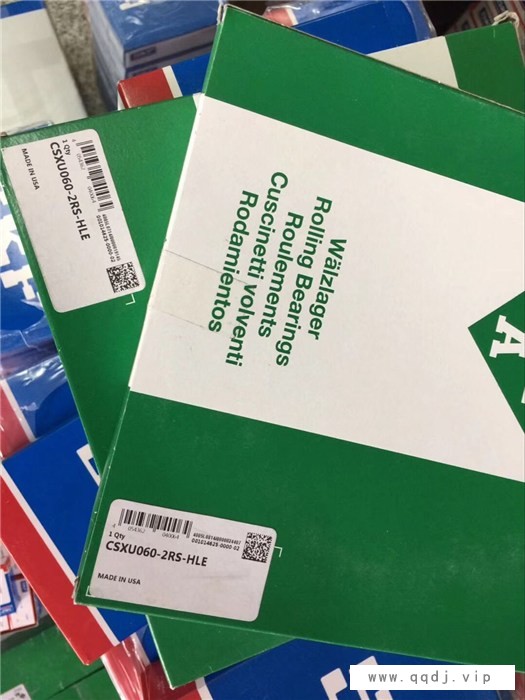 1 Qty
CSXU060-2RS-HLE
MADE IN USA
Wälzlager
Rolling Bearings
Roulements
Cuscinetti volventi
Rodamientos
A
1 Qty
CSXU060-2RS-HLE
MADE IN USA
www.qqdj.vip